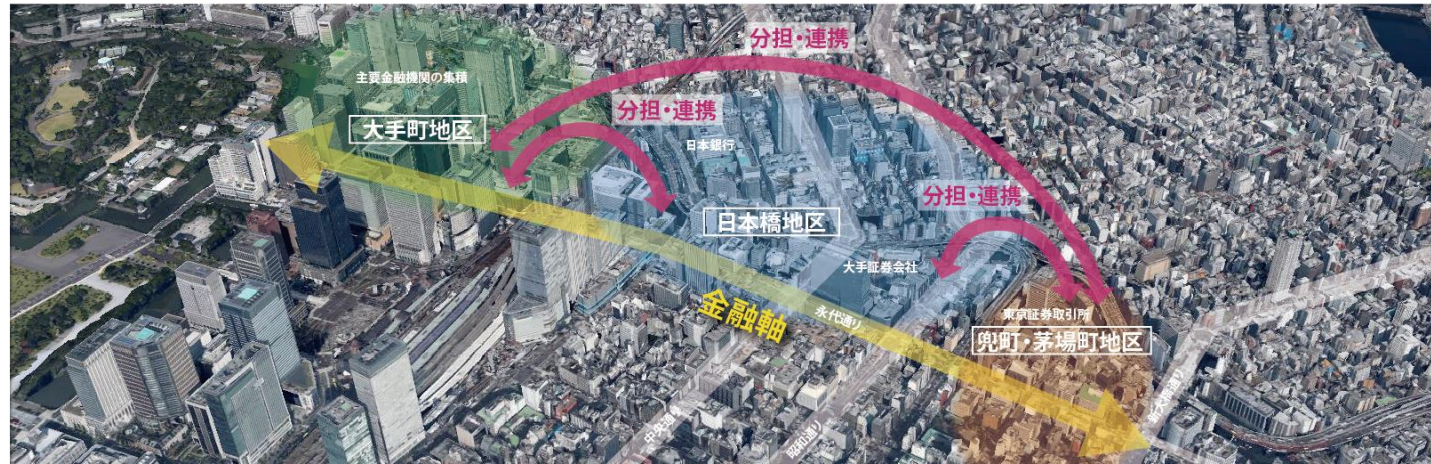 分担・連携
主要金融機関の集積
分担・連携
大手町地区
日本銀行
分担・連携
日本橋地区
大手証券会社
金融軸
永代通り
東京証券取引所
兜町・茅場町地区
中央通り
昭和通り
新大橋通り